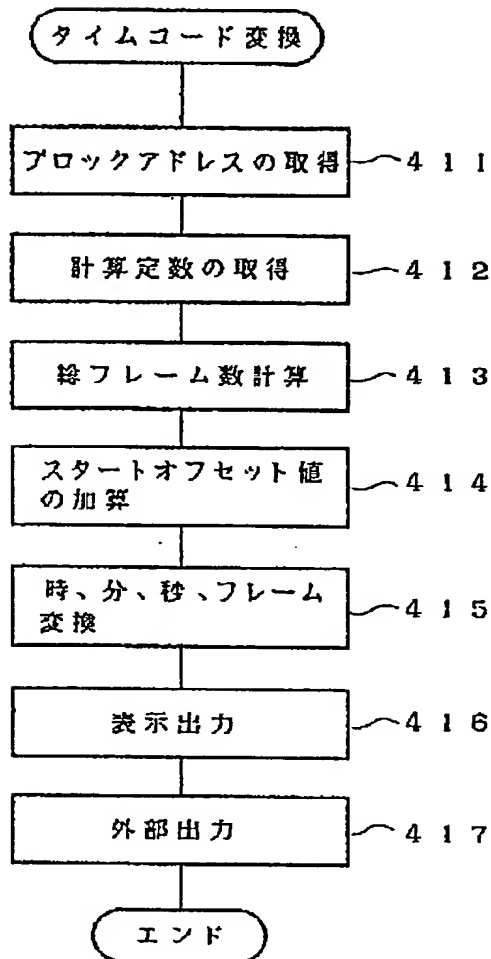 タイムコード変換
ブロックアドレスの取得 411
計算定数の取得 412
総フレーム数計算 413
スタートオフセット値
の加算 414
時、分、秒、フレーム
変換 415
表示出力 416
外部出力 417
エンド